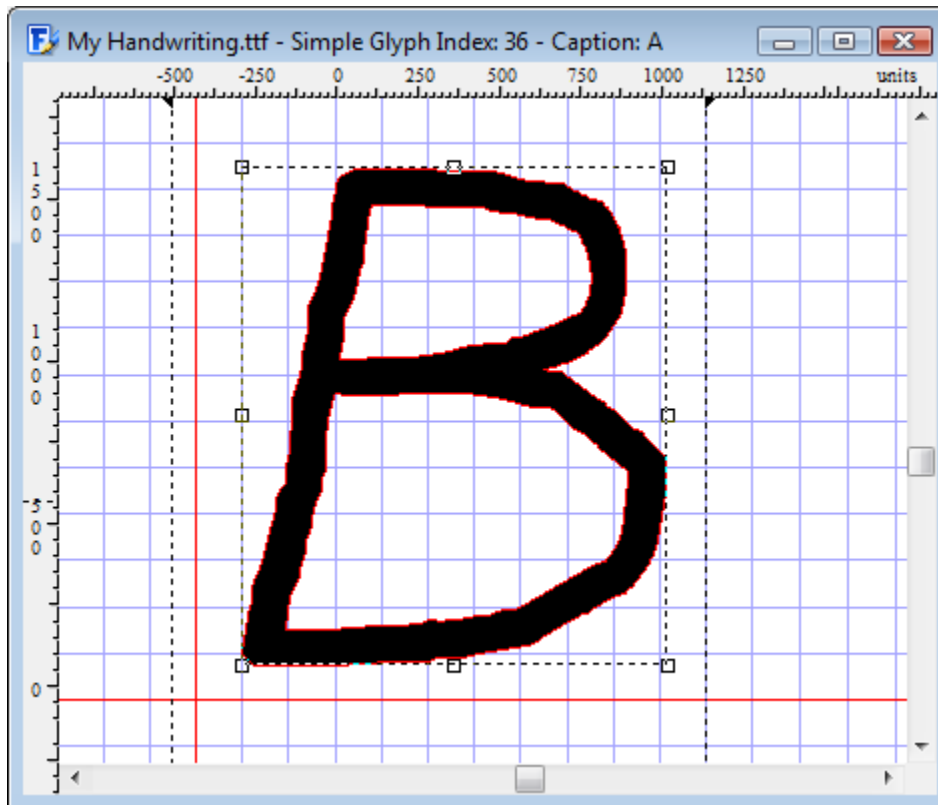 My Handwriting.ttf - Simple Glyph Index: 36 - Caption: A
-500 -250 0 250 500 750 1000 1250 units
1500
1000
500
0
B